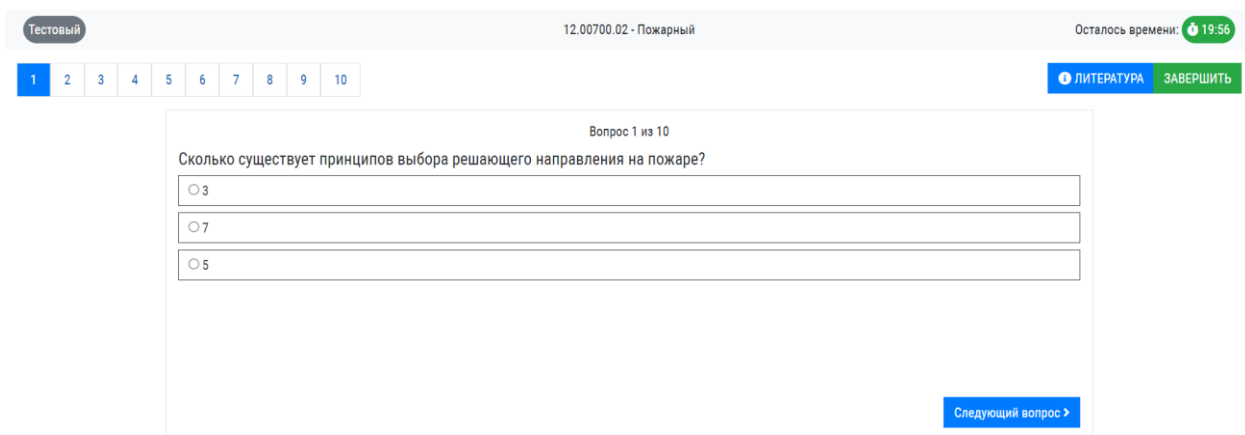 Тестовый 12.00700.02 - Пожарный Осталось времени: 19:56
1 2 3 4 5 6 7 8 9 10 ЛИТЕРАТУРА ЗАВЕРШИТЬ
Вопрос 1 из 10
Сколько существует принципов выбора решающего направления на пожаре?
3
7
5
Следующий вопрос